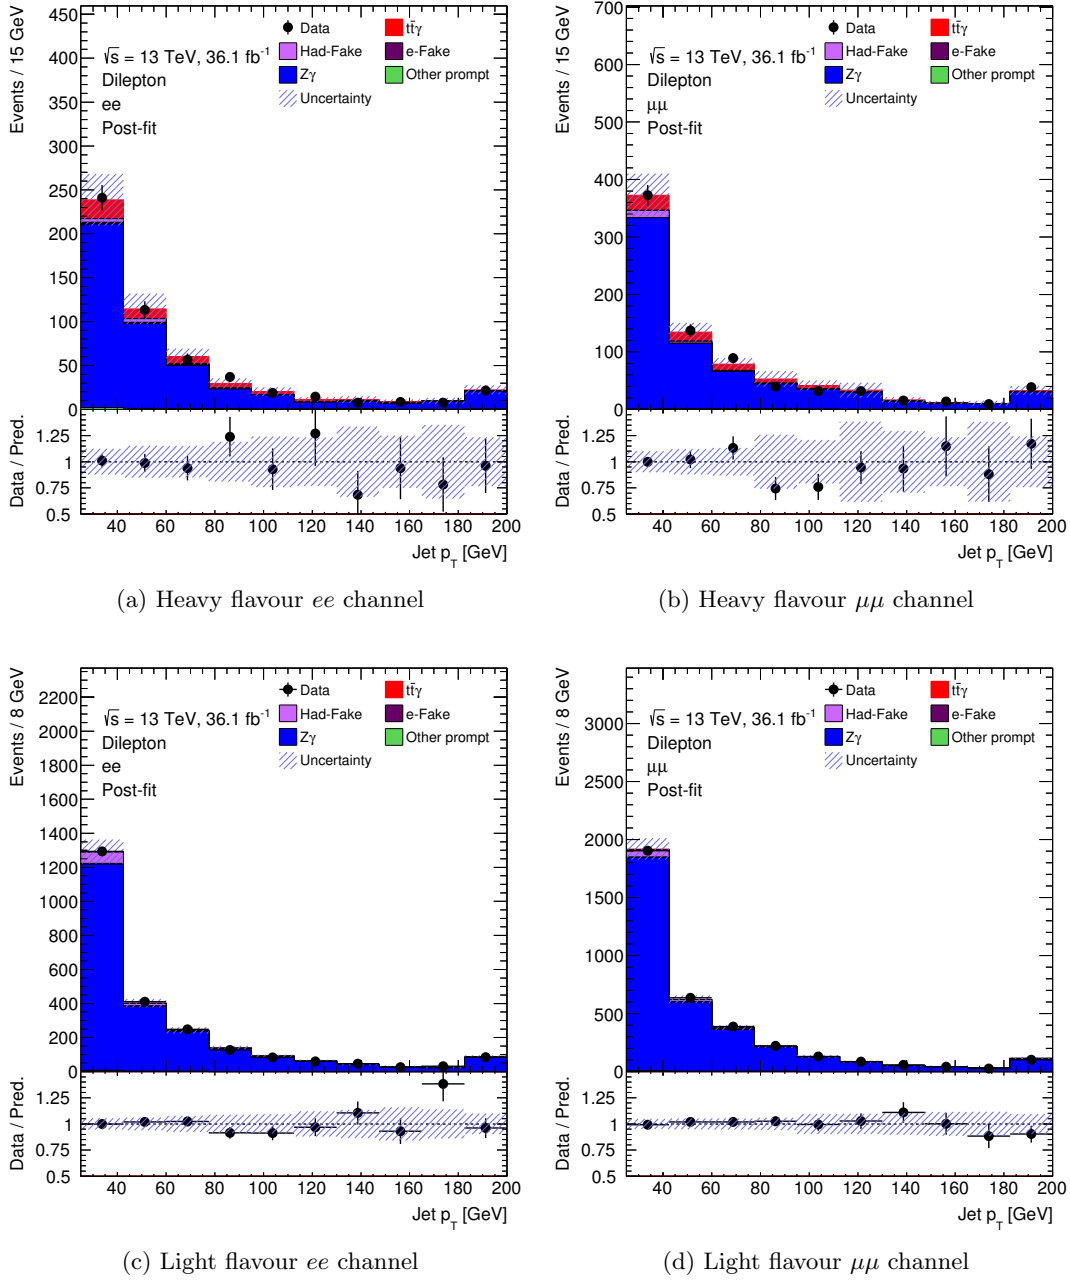 Events / 15 GeV
450
400
350
300
250
200
150
100
50
0
√s = 13 TeV, 36.1 fb⁻¹
Dilepton
ee
Post-fit
Data
tt̄γ
Had-Fake
e-Fake
Zγ
Other prompt
Uncertainty
Data / Pred.
1.25
1
0.75
0.5
40 60 80 100 120 140 160 180 200
Jet p_T [GeV]
(a) Heavy flavour ee channel
Events / 15 GeV
700
600
500
400
300
200
100
0
√s = 13 TeV, 36.1 fb⁻¹
Dilepton
μμ
Post-fit
Data
tt̄γ
Had-Fake
e-Fake
Zγ
Other prompt
Uncertainty
Data / Pred.
1.25
1
0.75
0.5
40 60 80 100 120 140 160 180 200
Jet p_T [GeV]
(b) Heavy flavour μμ channel
Events / 8 GeV
2200
2000
1800
1600
1400
1200
1000
800
600
400
200
0
√s = 13 TeV, 36.1 fb⁻¹
Dilepton
ee
Post-fit
Data
tt̄γ
Had-Fake
e-Fake
Zγ
Other prompt
Uncertainty
Data / Pred.
1.25
1
0.75
0.5
40 60 80 100 120 140 160 180 200
Jet p_T [GeV]
(c) Light flavour ee channel
Events / 8 GeV
3000
2500
2000
1500
1000
500
0
√s = 13 TeV, 36.1 fb⁻¹
Dilepton
μμ
Post-fit
Data
tt̄γ
Had-Fake
e-Fake
Zγ
Other prompt
Uncertainty
Data / Pred.
1.25
1
0.75
0.5
40 60 80 100 120 140 160 180 200
Jet p_T [GeV]
(d) Light flavour μμ channel